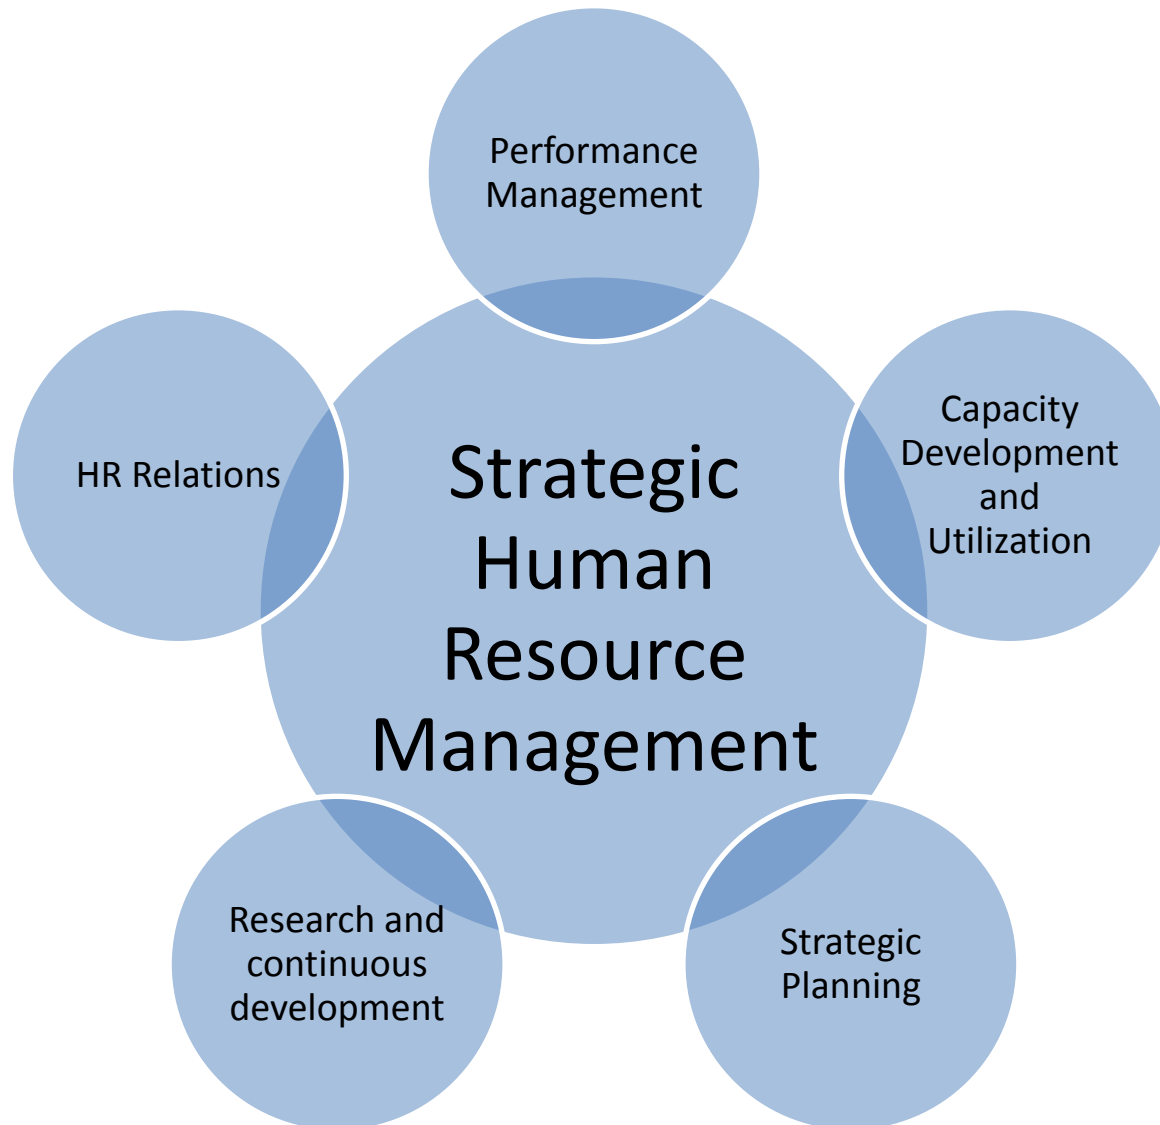 Performance
Management
Capacity
Development
and
Utilization
HR Relations
Strategic
Human
Resource
Management
Research and
continuous
development
Strategic
Planning